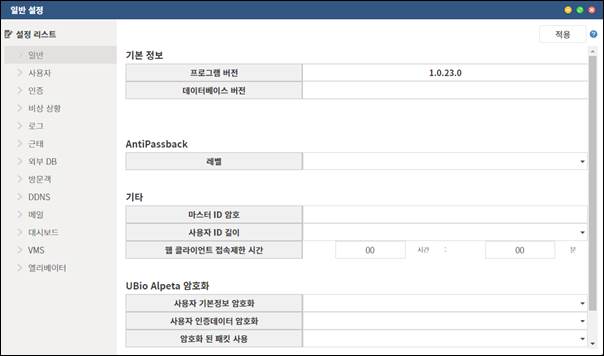 일반 설정
설정 리스트
적용
일반
사용자
인증
비상 상황
로그
근태
외부 DB
방문객
DDNS
메일
대시보드
VMS
엘리베이터
기본 정보
프로그램 버전 1.0.23.0
데이터베이스 버전
AntiPassback
레벨
기타
마스터 ID 암호
사용자 ID 길이
웹 클라이언트 접속제한 시간 00 시간 : 00 분
UBio Alpeta 암호화
사용자 기본정보 암호화
사용자 인증데이터 암호화
암호화 된 패킷 사용